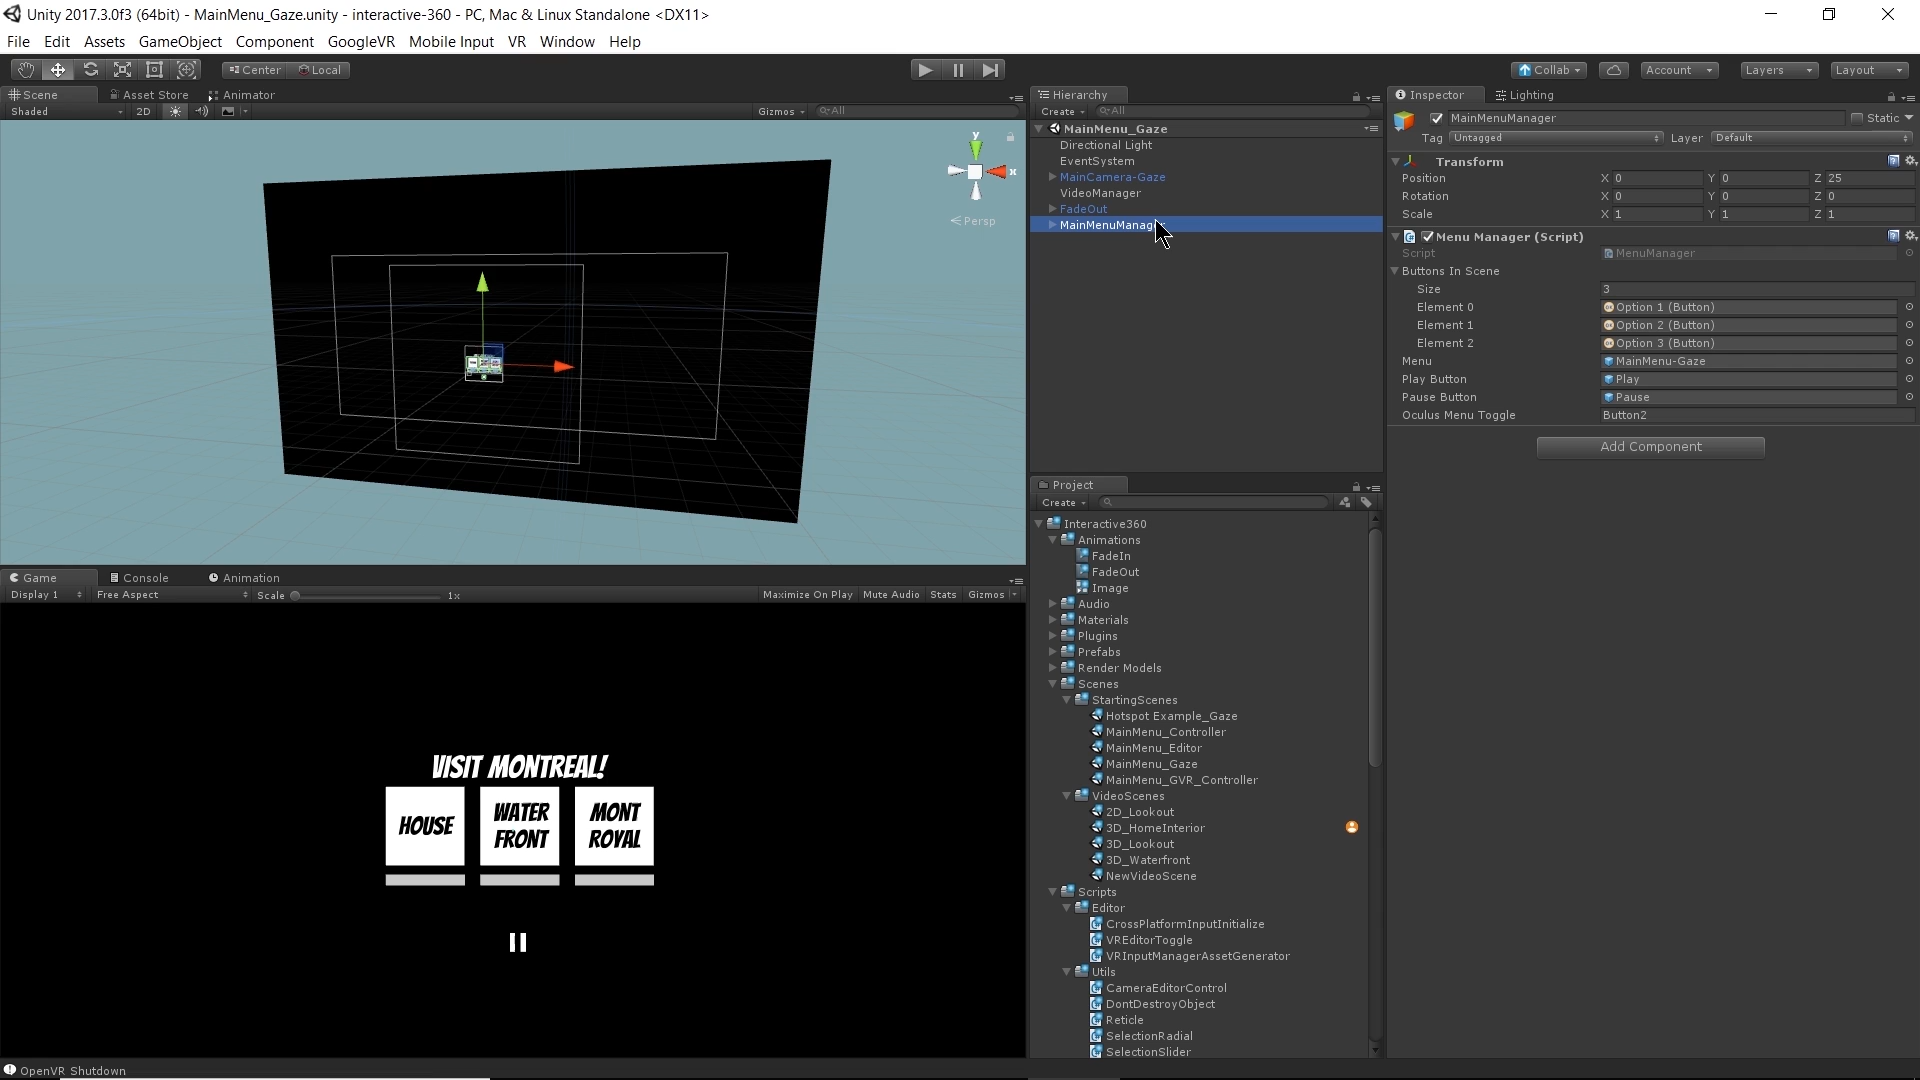 Unity 2017.3.0f3 (64bit) - MainMenu_Gaze.unity - interactive-360 - PC, Mac & Linux Standalone <DX11>
File Edit Assets GameObject Component GoogleVR Mobile Input VR Window Help
Center Local Collab Account Layers Layout
Scene Asset Store Animator
Shaded 2D Gizmos All
y
x
Persp
Hierarchy
Create All
MainMenu_Gaze
Directional Light
EventSystem
MainCamera-Gaze
VideoManager
FadeOut
MainMenuManager
Inspector Lighting
MainMenuManager Static
Tag Untagged Layer Default
Transform
Position X 0 Y 0 Z 25
Rotation X 0 Y 0 Z 0
Scale X 1 Y 1 Z 1
Menu Manager (Script)
Script MenuManager
Buttons In Scene
Size 3
Element 0 Option 1 (Button)
Element 1 Option 2 (Button)
Element 2 Option 3 (Button)
Menu MainMenu-Gaze
Play Button Play
Pause Button Pause
Oculus Menu Toggle Button2
Add Component
Project
Create
Interactive360
Animations
FadeIn
FadeOut
Image
Audio
Materials
Plugins
Prefabs
Render Models
Scenes
StartingScenes
Hotspot Example_Gaze
MainMenu_Controller
MainMenu_Editor
MainMenu_Gaze
MainMenu_GVR_Controller
VideoScenes
2D_Lookout
3D_HomeInterior
3D_Lookout
3D_Waterfront
NewVideoScene
Scripts
Editor
CrossPlatformInputInitialize
VREditorToggle
VRInputManagerAssetGenerator
Utils
CameraEditorControl
DontDestroyObject
Reticle
SelectionRadial
SelectionSlider
Game Console Animation
Display 1 Free Aspect Scale 1x Maximize On Play Mute Audio Stats Gizmos
VISIT MONTREAL!
HOUSE
WATER
FRONT
MONT
ROYAL
OpenVR Shutdown